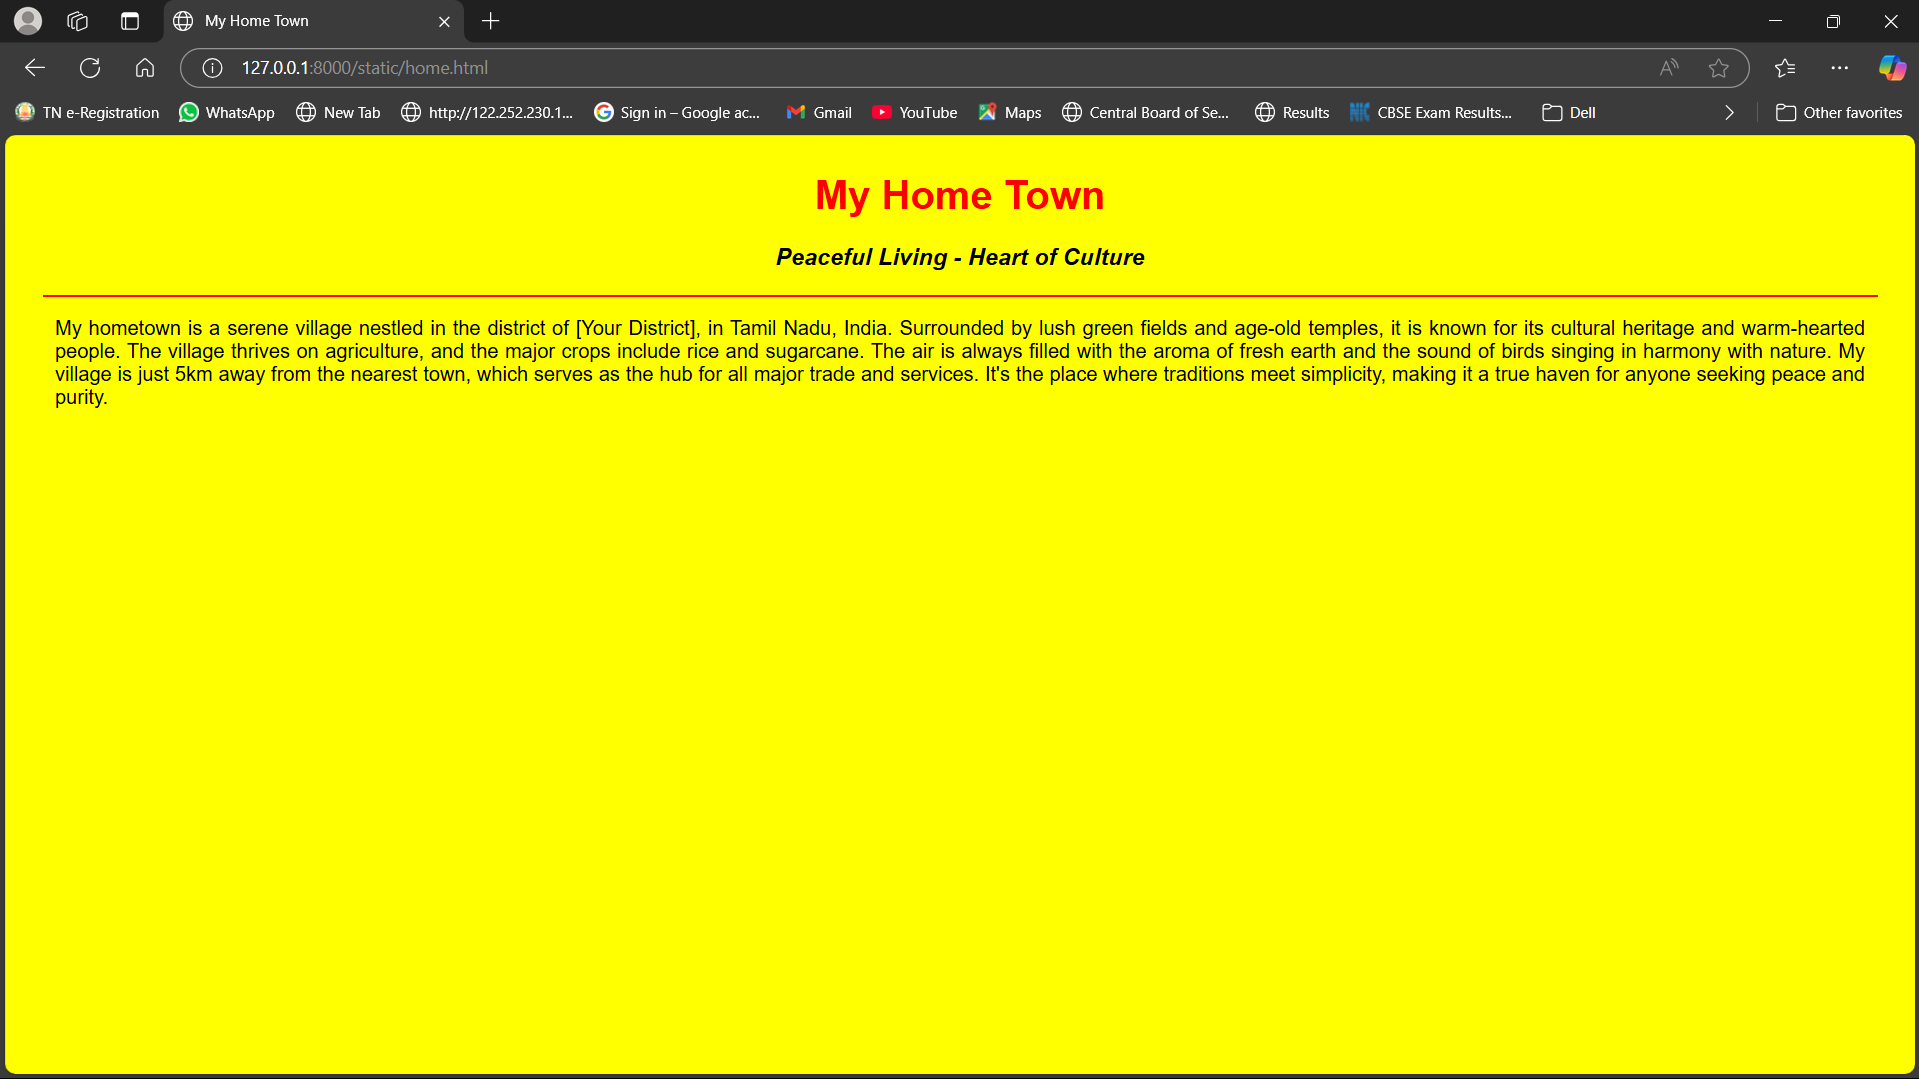 My Home Town
127.0.0.1:8000/static/home.html
TN e-Registration WhatsApp New Tab http://122.252.230.1... Sign in – Google ac... Gmail YouTube Maps Central Board of Se... Results CBSE Exam Results... Dell Other favorites
My Home Town
Peaceful Living - Heart of Culture
My hometown is a serene village nestled in the district of [Your District], in Tamil Nadu, India. Surrounded by lush green fields and age-old temples, it is known for its cultural heritage and warm-hearted
people. The village thrives on agriculture, and the major crops include rice and sugarcane. The air is always filled with the aroma of fresh earth and the sound of birds singing in harmony with nature. My
village is just 5km away from the nearest town, which serves as the hub for all major trade and services. It's the place where traditions meet simplicity, making it a true haven for anyone seeking peace and
purity.